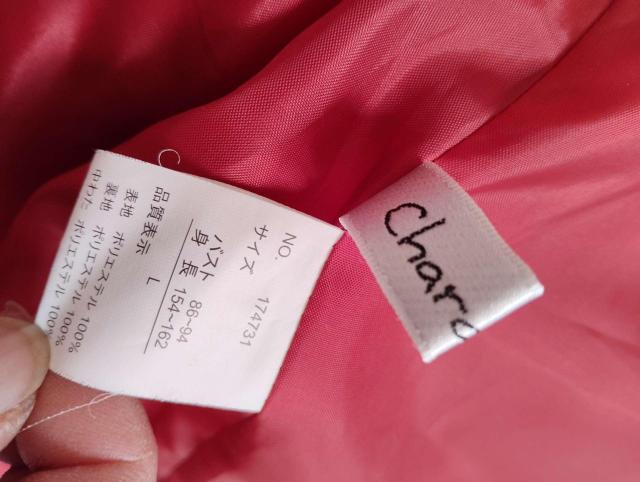 NO. 174731
サイズ
バスト 86~94
身 長 154~162
L
品質表示
表地 ポリエステル 100%
裏地 ポリエステル 100%
中わた ポリエステル 100%
Charc